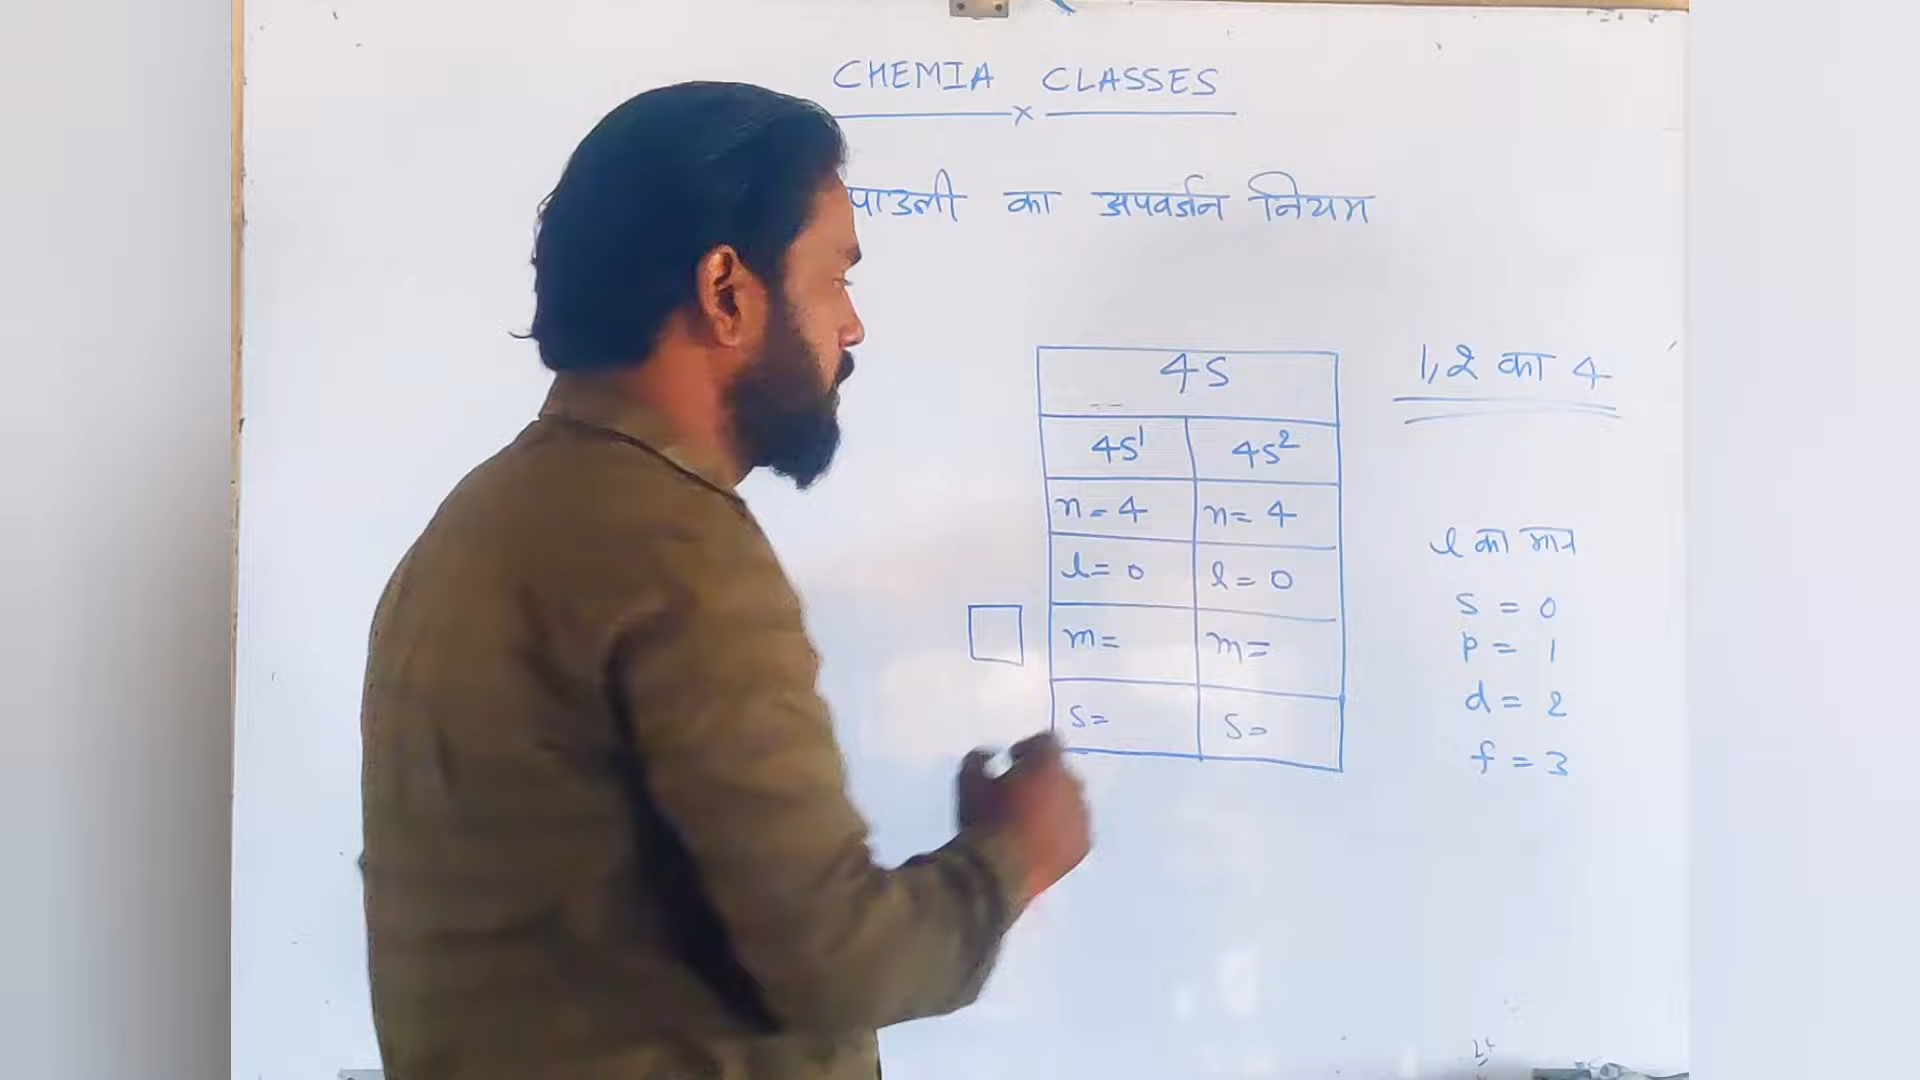 CHEMIA CLASSES
x
पाउली का अपवर्जन नियम
4S
4S¹ 4S²
n=4 n=4
l=0 l=0
m= m=
S= S=
1,2 का 4
l का मान
S = 0
P = 1
d = 2
f = 3